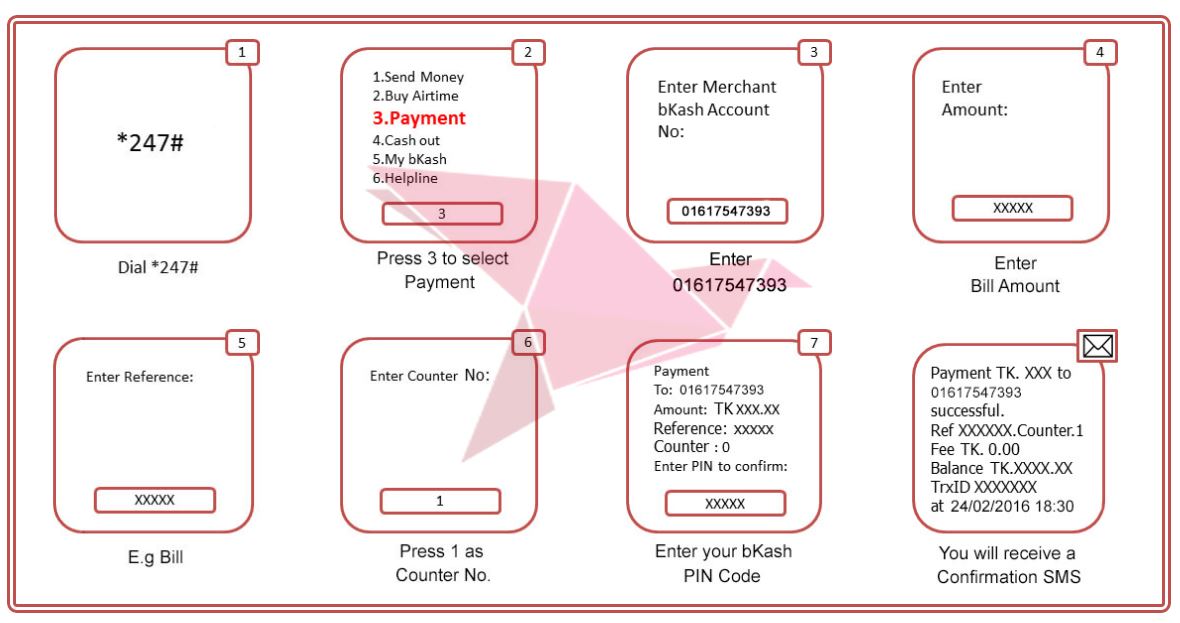 1
*247#
Dial *247#
2
1.Send Money
2.Buy Airtime
3.Payment
4.Cash out
5.My bKash
6.Helpline
3
Press 3 to select
Payment
3
Enter Merchant
bKash Account
No:
01617547393
Enter
01617547393
4
Enter
Amount:
XXXXX
Enter
Bill Amount
5
Enter Reference:
XXXXX
E.g Bill
6
Enter Counter No:
1
Press 1 as
Counter No.
7
Payment
To: 01617547393
Amount: TK XXX.XX
Reference: XXXXX
Counter : 0
Enter PIN to confirm:
XXXXX
Enter your bKash
PIN Code
Payment TK. XXX to
01617547393
successful.
Ref XXXXXX.Counter.1
Fee TK. 0.00
Balance TK.XXXX.XX
TrxID XXXXXXX
at 24/02/2016 18:30
You will receive a
Confirmation SMS